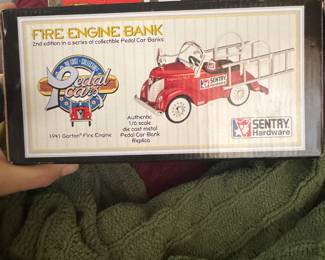 FIRE ENGINE BANK
2nd edition in a series of collectible Pedal Car Banks
Pedal
Cars
1941 Garton® Fire Engine
Authentic
1/6 scale
die cast metal
Pedal Car Bank
Replica
SENTRY
SENTRY
Hardware